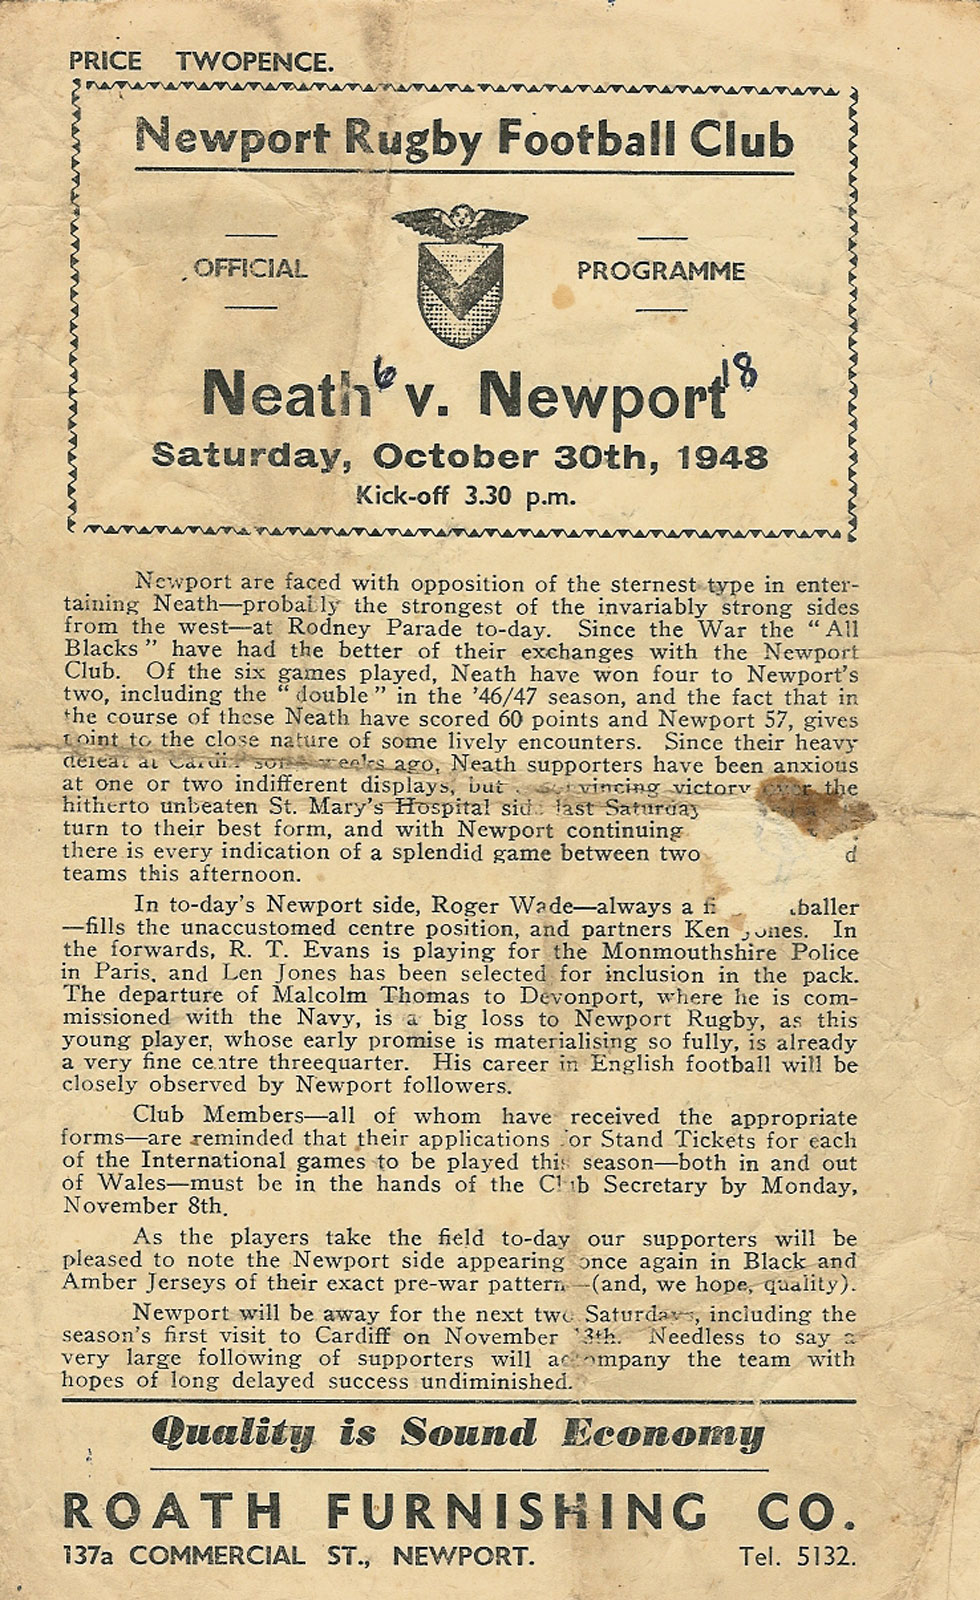 PRICE TWOPENCE.
Newport Rugby Football Club
OFFICIAL PROGRAMME
6 18
Neath v. Newport
Saturday, October 30th, 1948
Kick-off 3.30 p.m.
Newport are faced with opposition of the sternest type in enter-
taining Neath—probably the strongest of the invariably strong sides
from the west—at Rodney Parade to-day. Since the War the "All
Blacks" have had the better of their exchanges with the Newport
Club. Of the six games played, Neath have won four to Newport's
two, including the "double" in the '46/47 season, and the fact that in
the course of these Neath have scored 60 points and Newport 57, gives
point to the close nature of some lively encounters. Since their heavy
defeat at Cardiff some weeks ago, Neath supporters have been anxious
at one or two indifferent displays, but victory over the
hitherto unbeaten St. Mary's Hospital side last Saturday
turn to their best form, and with Newport continuing
there is every indication of a splendid game between two
teams this afternoon.
In to-day's Newport side, Roger Wade—always a
—fills the unaccustomed centre position, and partners Ken Jones. In
the forwards, R. T. Evans is playing for the Monmouthshire Police
in Paris, and Len Jones has been selected for inclusion in the pack.
The departure of Malcolm Thomas to Devonport, where he is com-
missioned with the Navy, is a big loss to Newport Rugby, as this
young player, whose early promise is materialising so fully, is already
a very fine centre threequarter. His career in English football will be
closely observed by Newport followers.
Club Members—all of whom have received the appropriate
forms—are reminded that their applications for Stand Tickets for each
of the International games to be played this season—both in and out
of Wales—must be in the hands of the Club Secretary by Monday,
November 8th.
As the players take the field to-day our supporters will be
pleased to note the Newport side appearing once again in Black and
Amber Jerseys of their exact pre-war pattern—(and, we hope, quality).
Newport will be away for the next two Saturdays, including the
season's first visit to Cardiff on November 13th. Needless to say a
very large following of supporters will accompany the team with
hopes of long delayed success undiminished.
Quality is Sound Economy
ROATH FURNISHING CO.
137a COMMERCIAL ST., NEWPORT. Tel. 5132.